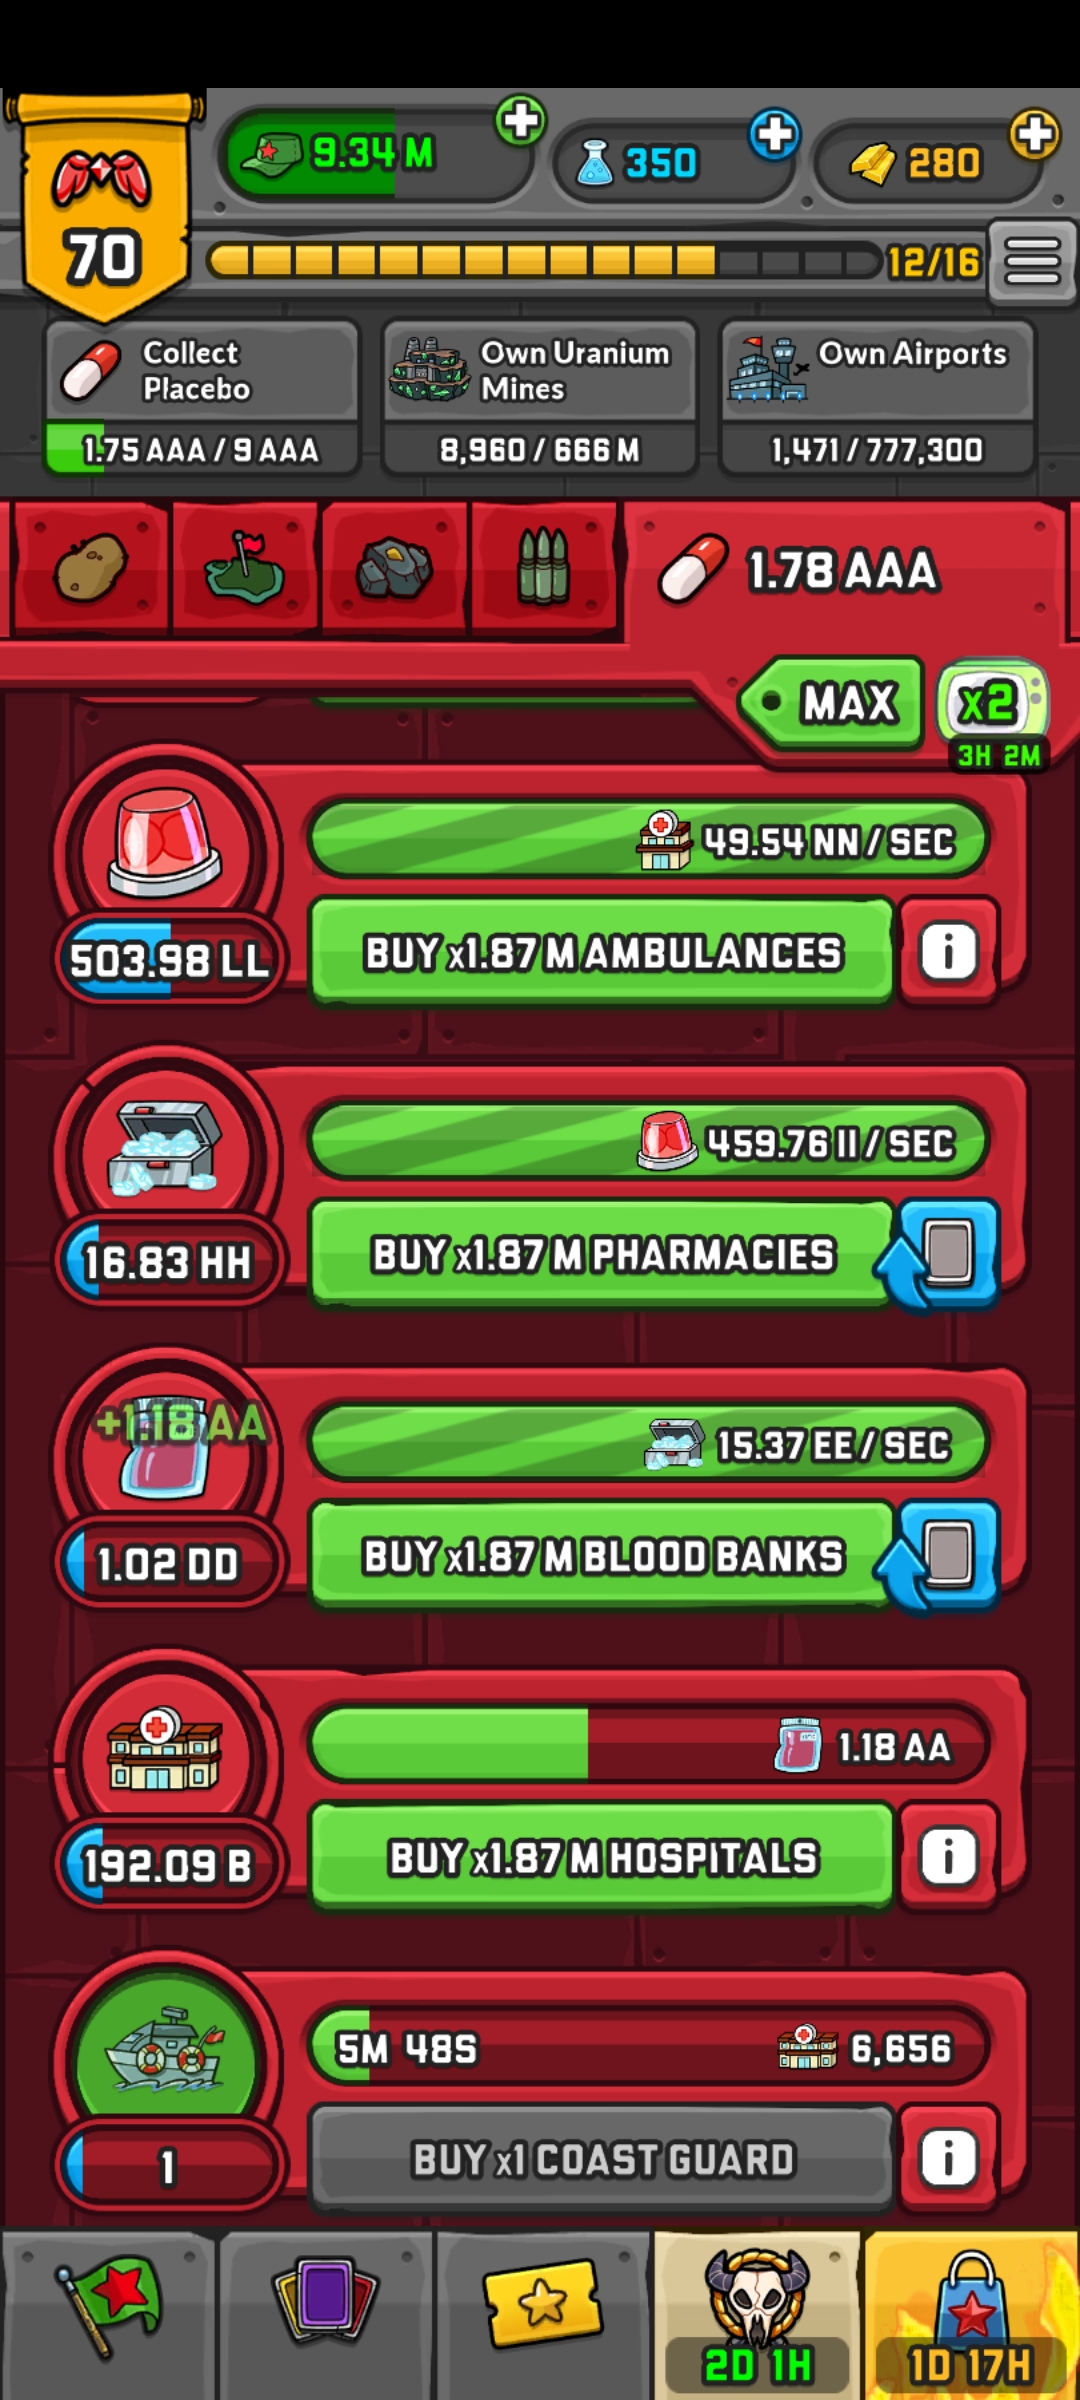 70
9.34 M
350
280
12/16
Collect
Placebo
1.75 AAA / 9 AAA
Own Uranium
Mines
8,960 / 666 M
Own Airports
1,471 / 777,300
1.78 AAA
MAX
x2
3H 2M
49.54 NN / SEC
503.98 LL
BUY x1.87 M AMBULANCES
i
459.76 II / SEC
16.83 HH
BUY x1.87 M PHARMACIES
+1.18 AA
15.37 EE / SEC
1.02 DD
BUY x1.87 M BLOOD BANKS
1.18 AA
192.09 B
BUY x1.87 M HOSPITALS
i
5M 48S
6,656
1
BUY x1 COAST GUARD
i
2D 1H
1D 17H